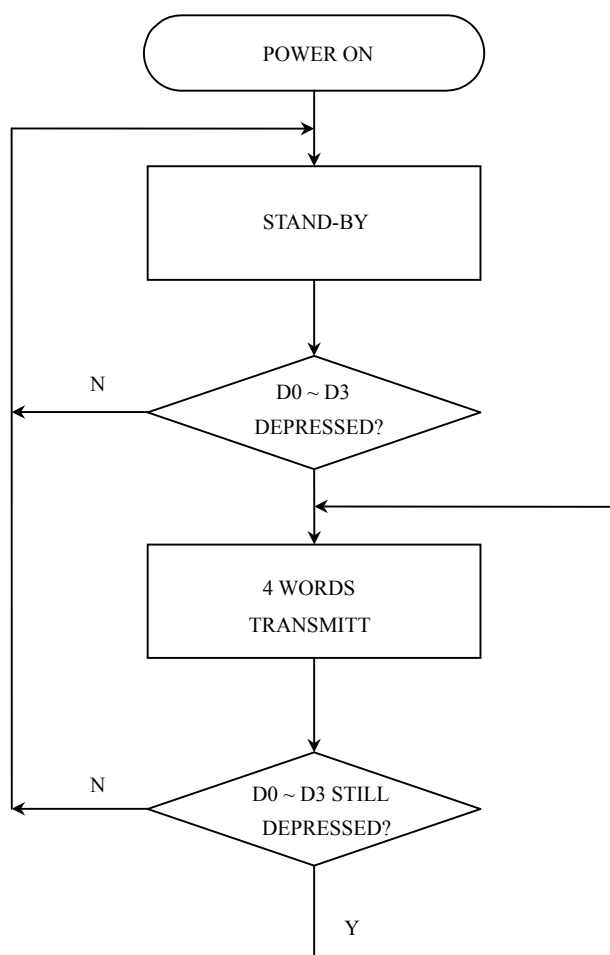 POWER ON
STAND-BY
D0 ~ D3
DEPRESSED?
N
4 WORDS
TRANSMITT
D0 ~ D3 STILL
DEPRESSED?
N
Y